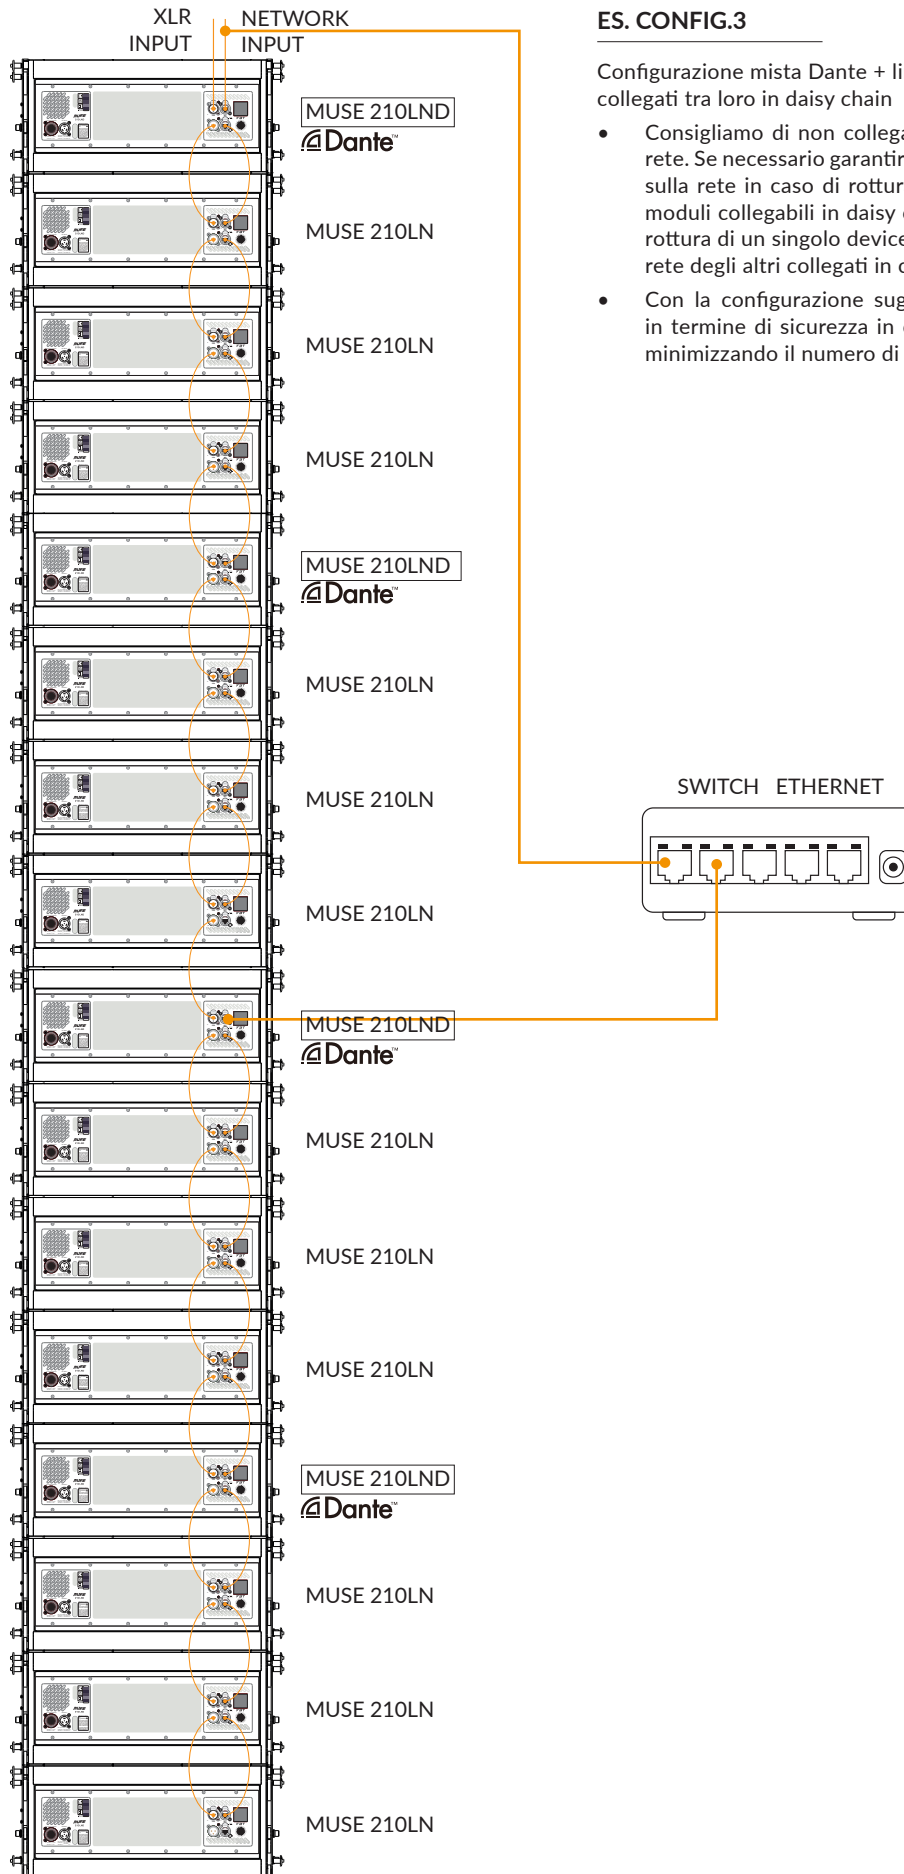 XLR
INPUT
NETWORK
INPUT
ES. CONFIG.3
Configurazione mista Dante + li
collegati tra loro in daisy chain
• Consigliamo di non collega
rete. Se necessario garantir
sulla rete in caso di rottur
moduli collegabili in daisy
rottura di un singolo device
rete degli altri collegati in
• Con la configurazione sug
in termine di sicurezza in
minimizzando il numero di
MUSE 210LND
Dante™
MUSE 210LN
MUSE 210LN
MUSE 210LN
MUSE 210LND
Dante™
MUSE 210LN
SWITCH ETHERNET
MUSE 210LN
MUSE 210LN
MUSE 210LND
Dante™
MUSE 210LN
MUSE 210LN
MUSE 210LN
MUSE 210LND
Dante™
MUSE 210LN
MUSE 210LN
MUSE 210LN